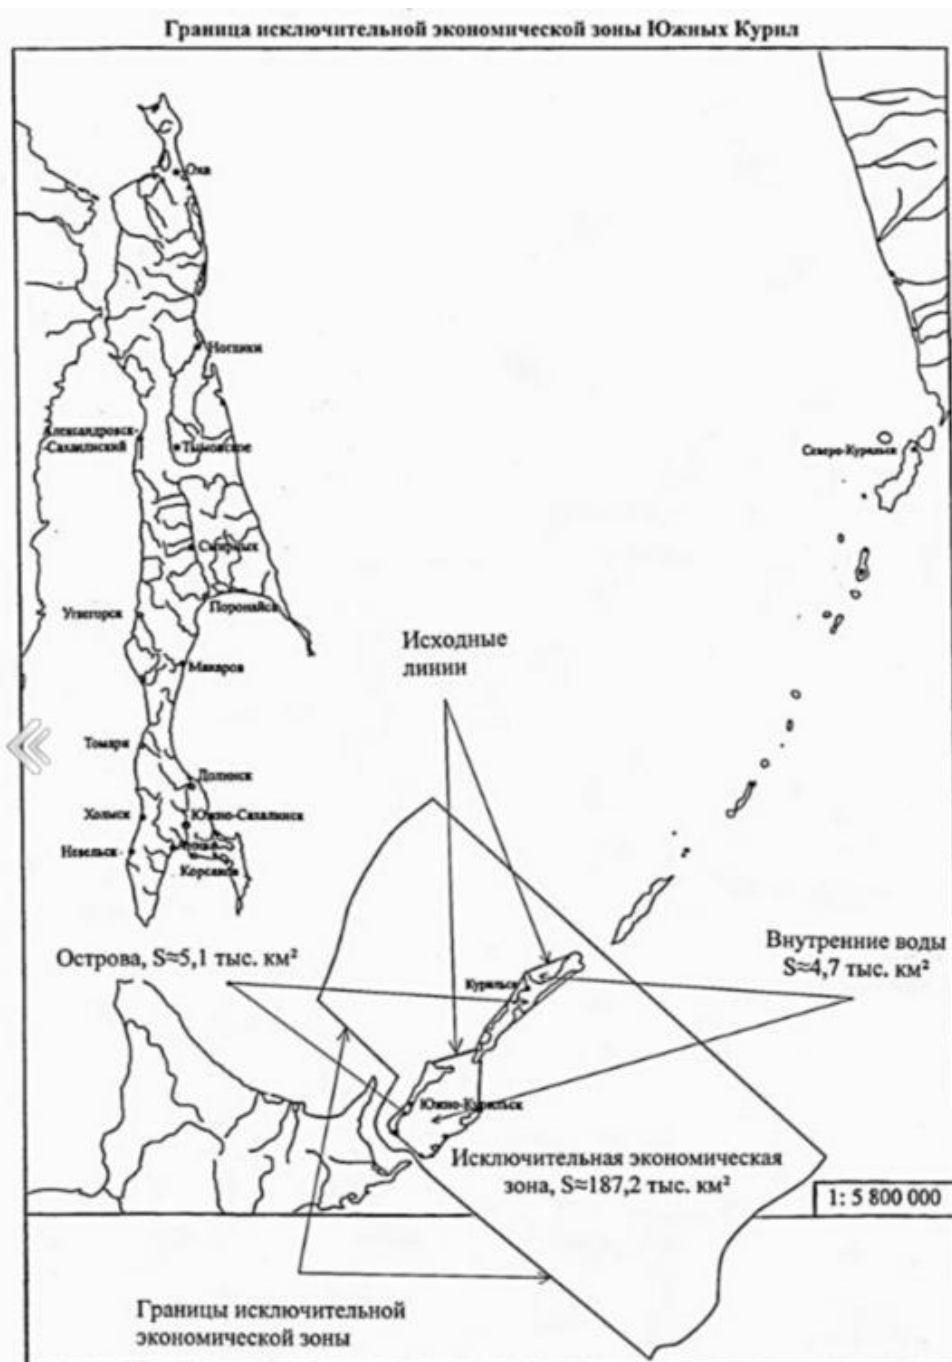 Граница исключительной экономической зоны Южных Курил
Оха
Ноглики
Александровск-
-Сахалинский
Тымовское
Северо-Курильск
Смирных
Углегорск
Поронайск
Исходные
линии
Макаров
Томари
Долинск
Холмск
Южно-Сахалинск
Невельск
Корсаков
Острова, S≈5,1 тыс. км²
Внутренние воды
S≈4,7 тыс. км²
Курильск
Южно-Курильск
Исключительная экономическая
зона, S≈187,2 тыс. км²
1: 5 800 000
Границы исключительной
экономической зоны